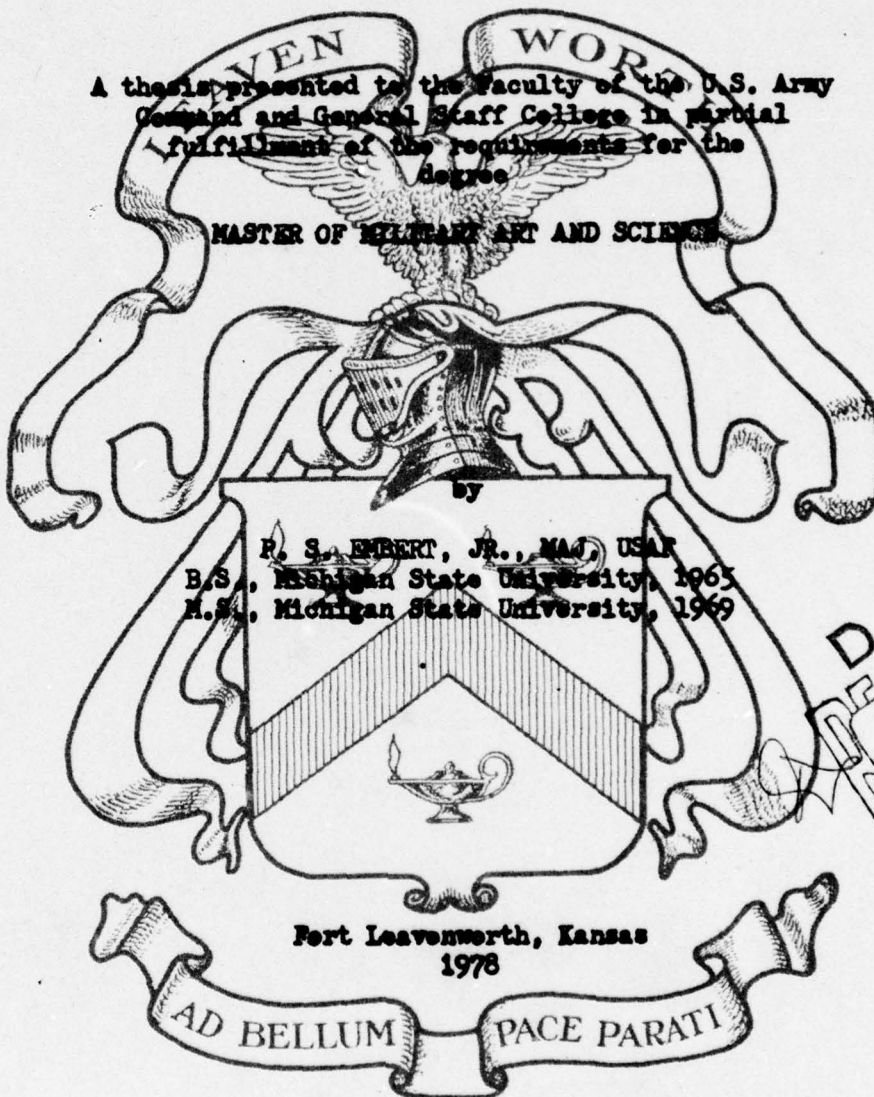 LEAVEN WORTH
A thesis presented to the Faculty of the U.S. Army
Command and General Staff College in partial
fulfillment of the requirements for the
degree
MASTER OF MILITARY ART AND SCIENCE
by
R. S. EMBERT, JR., MAJ, USAF
B.S., Michigan State University, 1965
M.S., Michigan State University, 1969
Fort Leavenworth, Kansas
1978
AD BELLUM PACE PARATI